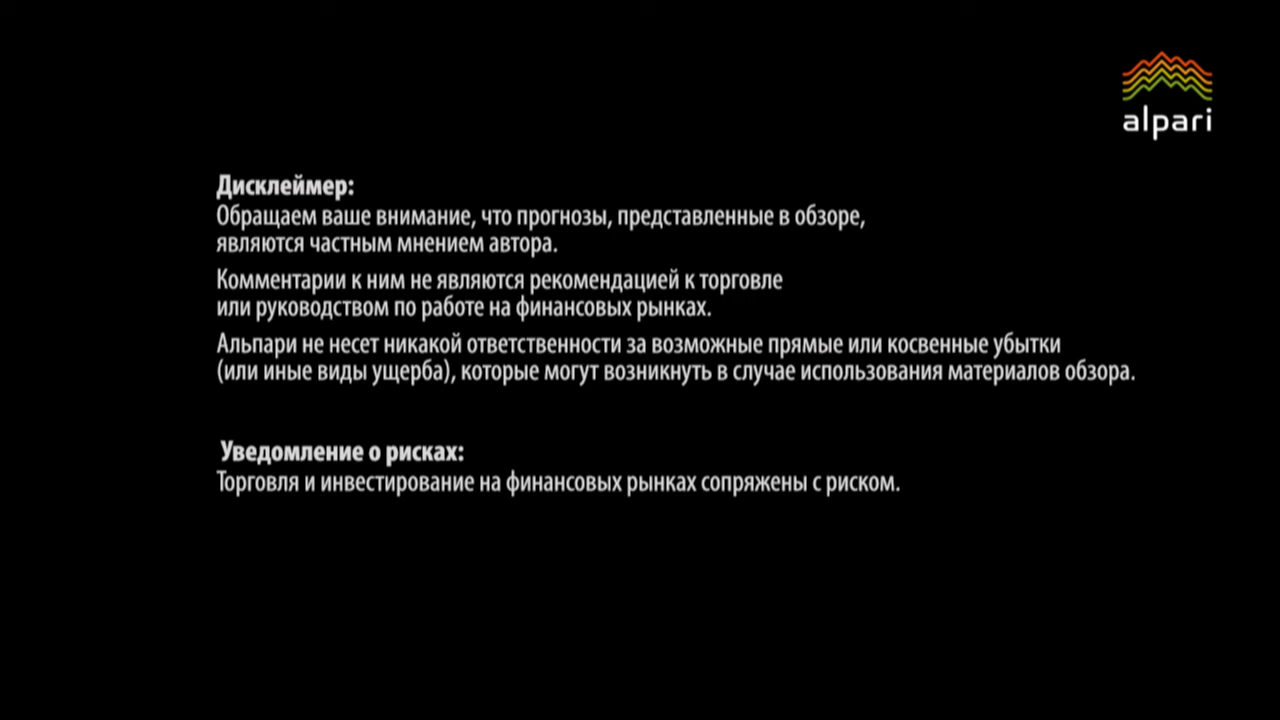 alpari
Дисклеймер:
Обращаем ваше внимание, что прогнозы, представленные в обзоре,
являются частным мнением автора.
Комментарии к ним не являются рекомендацией к торговле
или руководством по работе на финансовых рынках.
Альпари не несет никакой ответственности за возможные прямые или косвенные убытки
(или иные виды ущерба), которые могут возникнуть в случае использования материалов обзора.
Уведомление о рисках:
Торговля и инвестирование на финансовых рынках сопряжены с риском.